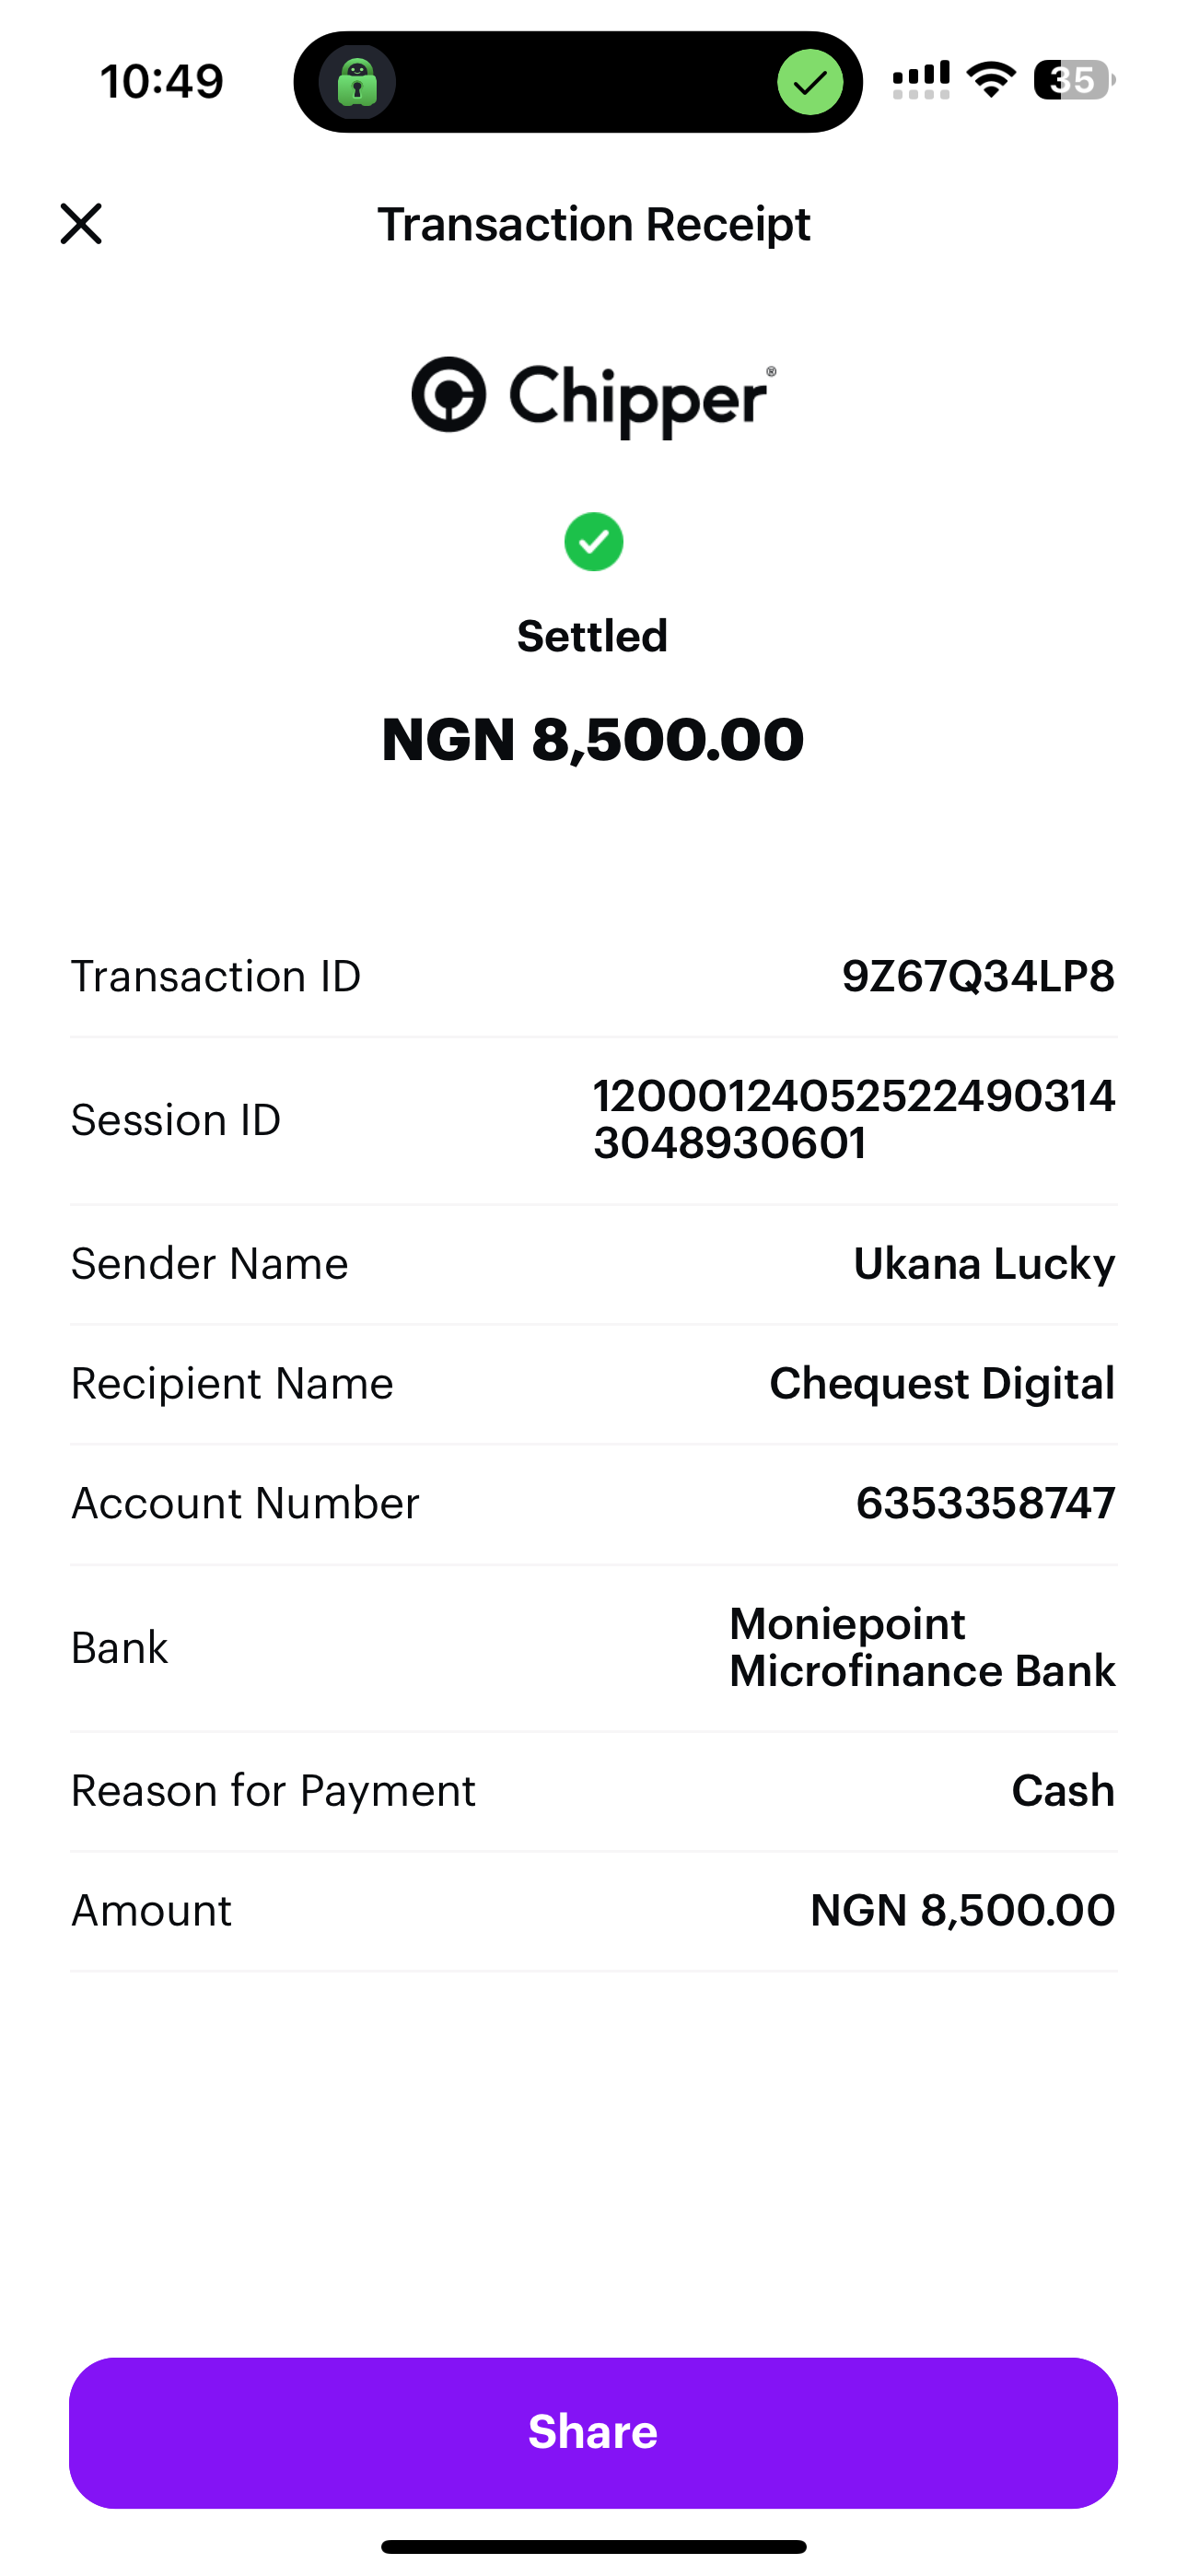 10:49
35
Transaction Receipt
Chipper®
Settled
NGN 8,500.00
Transaction ID 9Z67Q34LP8
Session ID 12000124052522490314
3048930601
Sender Name Ukana Lucky
Recipient Name Chequest Digital
Account Number 6353358747
Bank Moniepoint
Microfinance Bank
Reason for Payment Cash
Amount NGN 8,500.00
Share